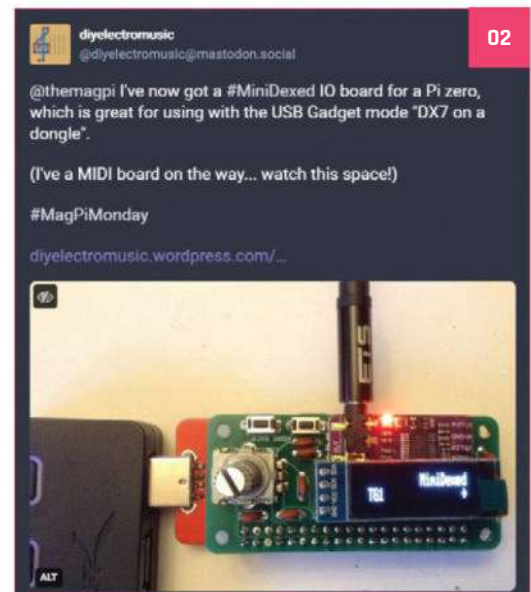 diyelectromusic
@diyelectromusic@mastodon.social
02
@themagpi I've now got a #MiniDexed IO board for a Pi zero,
which is great for using with the USB Gadget mode "DX7 on a
dongle".
(I've a MIDI board on the way... watch this space!)
#MagPiMonday
diyelectromusic.wordpress.com/...
ETS
MiniDexed
TG1
ALT